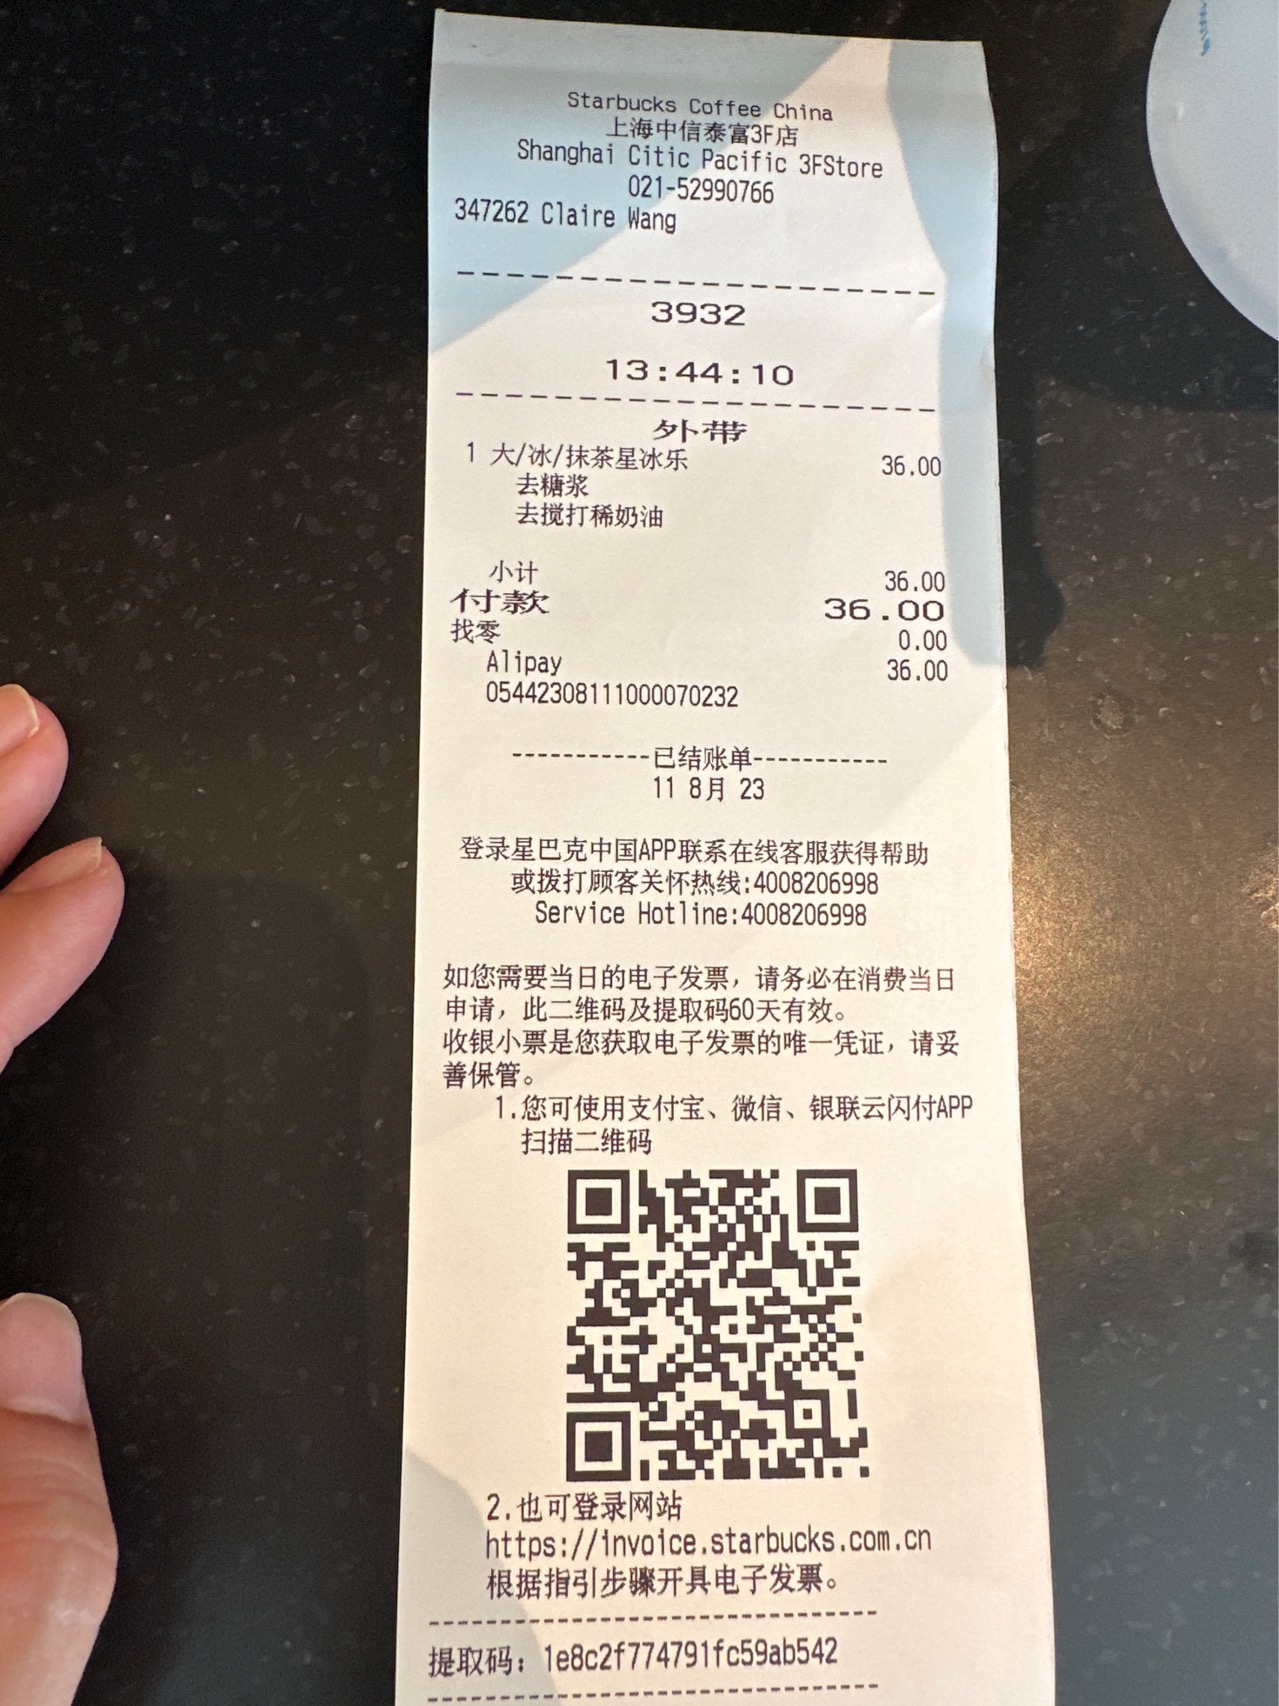 Starbucks Coffee China
上海中信泰富3F店
Shanghai Citic Pacific 3FStore
021-52990766
347262 Claire Wang
--------------------
3932
13:44:10
--------------------
外带
1 大/冰/抹茶星冰乐 36.00
去糖浆
去搅打稀奶油
小计 36.00
付款 36.00
找零 0.00
Alipay 36.00
05442308111000070232
-----------已结账单-----------
11 8月 23
登录星巴克中国APP联系在线客服获得帮助
或拨打顾客关怀热线:4008206998
Service Hotline:4008206998
如您需要当日的电子发票，请务必在消费当日
申请，此二维码及提取码60天有效。
收银小票是您获取电子发票的唯一凭证，请妥
善保管。
1.您可使用支付宝、微信、银联云闪付APP
扫描二维码
2.也可登录网站
https://invoice.starbucks.com.cn
根据指引步骤开具电子发票。
--------------------
提取码：1e8c2f774791fc59ab542
--------------------